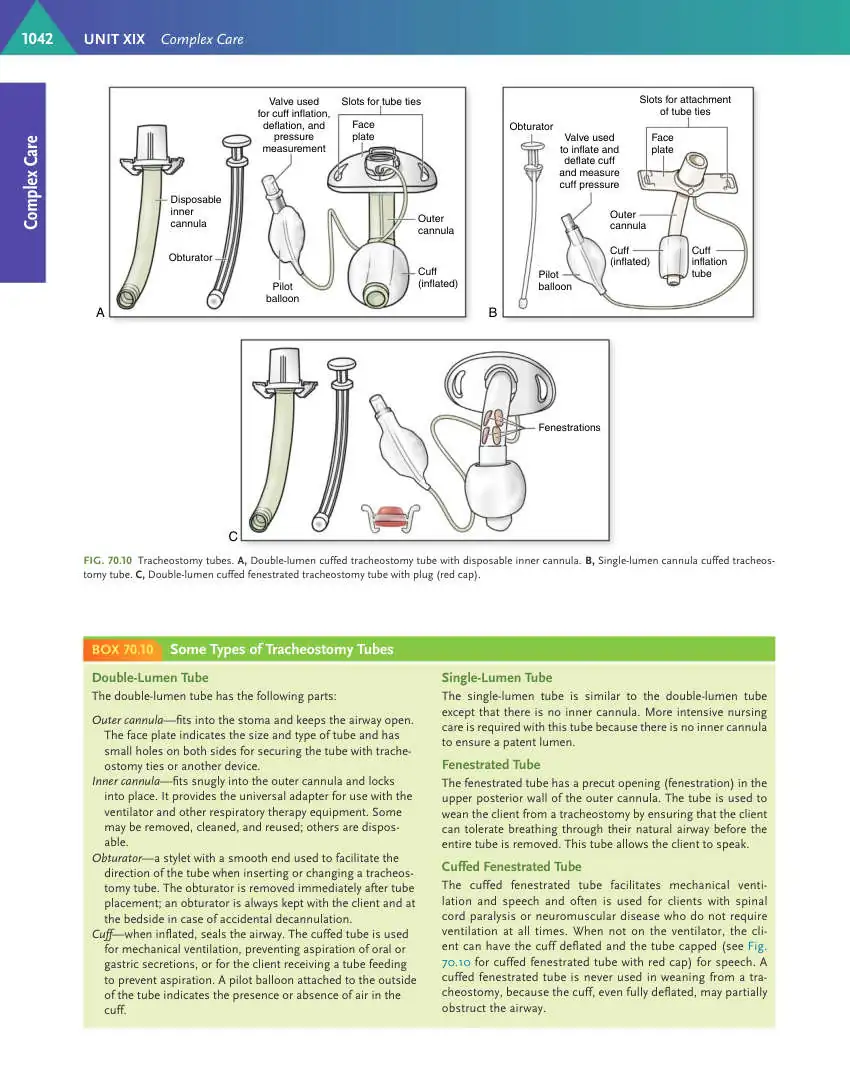 1042
UNIT XIX Complex Care
Complex Care
Valve used
for cuff inflation,
deflation, and
pressure
measurement
Slots for tube ties
Face
plate
Disposable
inner
cannula
Obturator
Pilot
balloon
Outer
cannula
Cuff
(inflated)
A
Obturator
Valve used
to inflate and
deflate cuff
and measure
cuff pressure
Slots for attachment
of tube ties
Face
plate
Outer
cannula
Cuff
(inflated)
Cuff
inflation
tube
Pilot
balloon
B
Fenestrations
C
FIG. 70.10 Tracheostomy tubes. A, Double-lumen cuffed tracheostomy tube with disposable inner cannula. B, Single-lumen cannula cuffed tracheos-
tomy tube. C, Double-lumen cuffed fenestrated tracheostomy tube with plug (red cap).
BOX 70.10 Some Types of Tracheostomy Tubes
Double-Lumen Tube
The double-lumen tube has the following parts:
Outer cannula—fits into the stoma and keeps the airway open.
The face plate indicates the size and type of tube and has
small holes on both sides for securing the tube with trache-
ostomy ties or another device.
Inner cannula—fits snugly into the outer cannula and locks
into place. It provides the universal adapter for use with the
ventilator and other respiratory therapy equipment. Some
may be removed, cleaned, and reused; others are dispos-
able.
Obturator—a stylet with a smooth end used to facilitate the
direction of the tube when inserting or changing a tracheos-
tomy tube. The obturator is removed immediately after tube
placement; an obturator is always kept with the client and at
the bedside in case of accidental decannulation.
Cuff—when inflated, seals the airway. The cuffed tube is used
for mechanical ventilation, preventing aspiration of oral or
gastric secretions, or for the client receiving a tube feeding
to prevent aspiration. A pilot balloon attached to the outside
of the tube indicates the presence or absence of air in the
cuff.
Single-Lumen Tube
The single-lumen tube is similar to the double-lumen tube
except that there is no inner cannula. More intensive nursing
care is required with this tube because there is no inner cannula
to ensure a patent lumen.
Fenestrated Tube
The fenestrated tube has a precut opening (fenestration) in the
upper posterior wall of the outer cannula. The tube is used to
wean the client from a tracheostomy by ensuring that the client
can tolerate breathing through their natural airway before the
entire tube is removed. This tube allows the client to speak.
Cuffed Fenestrated Tube
The cuffed fenestrated tube facilitates mechanical venti-
lation and speech and often is used for clients with spinal
cord paralysis or neuromuscular disease who do not require
ventilation at all times. When not on the ventilator, the cli-
ent can have the cuff deflated and the tube capped (see Fig.
70.10 for cuffed fenestrated tube with red cap) for speech. A
cuffed fenestrated tube is never used in weaning from a tra-
cheostomy, because the cuff, even fully deflated, may partially
obstruct the airway.